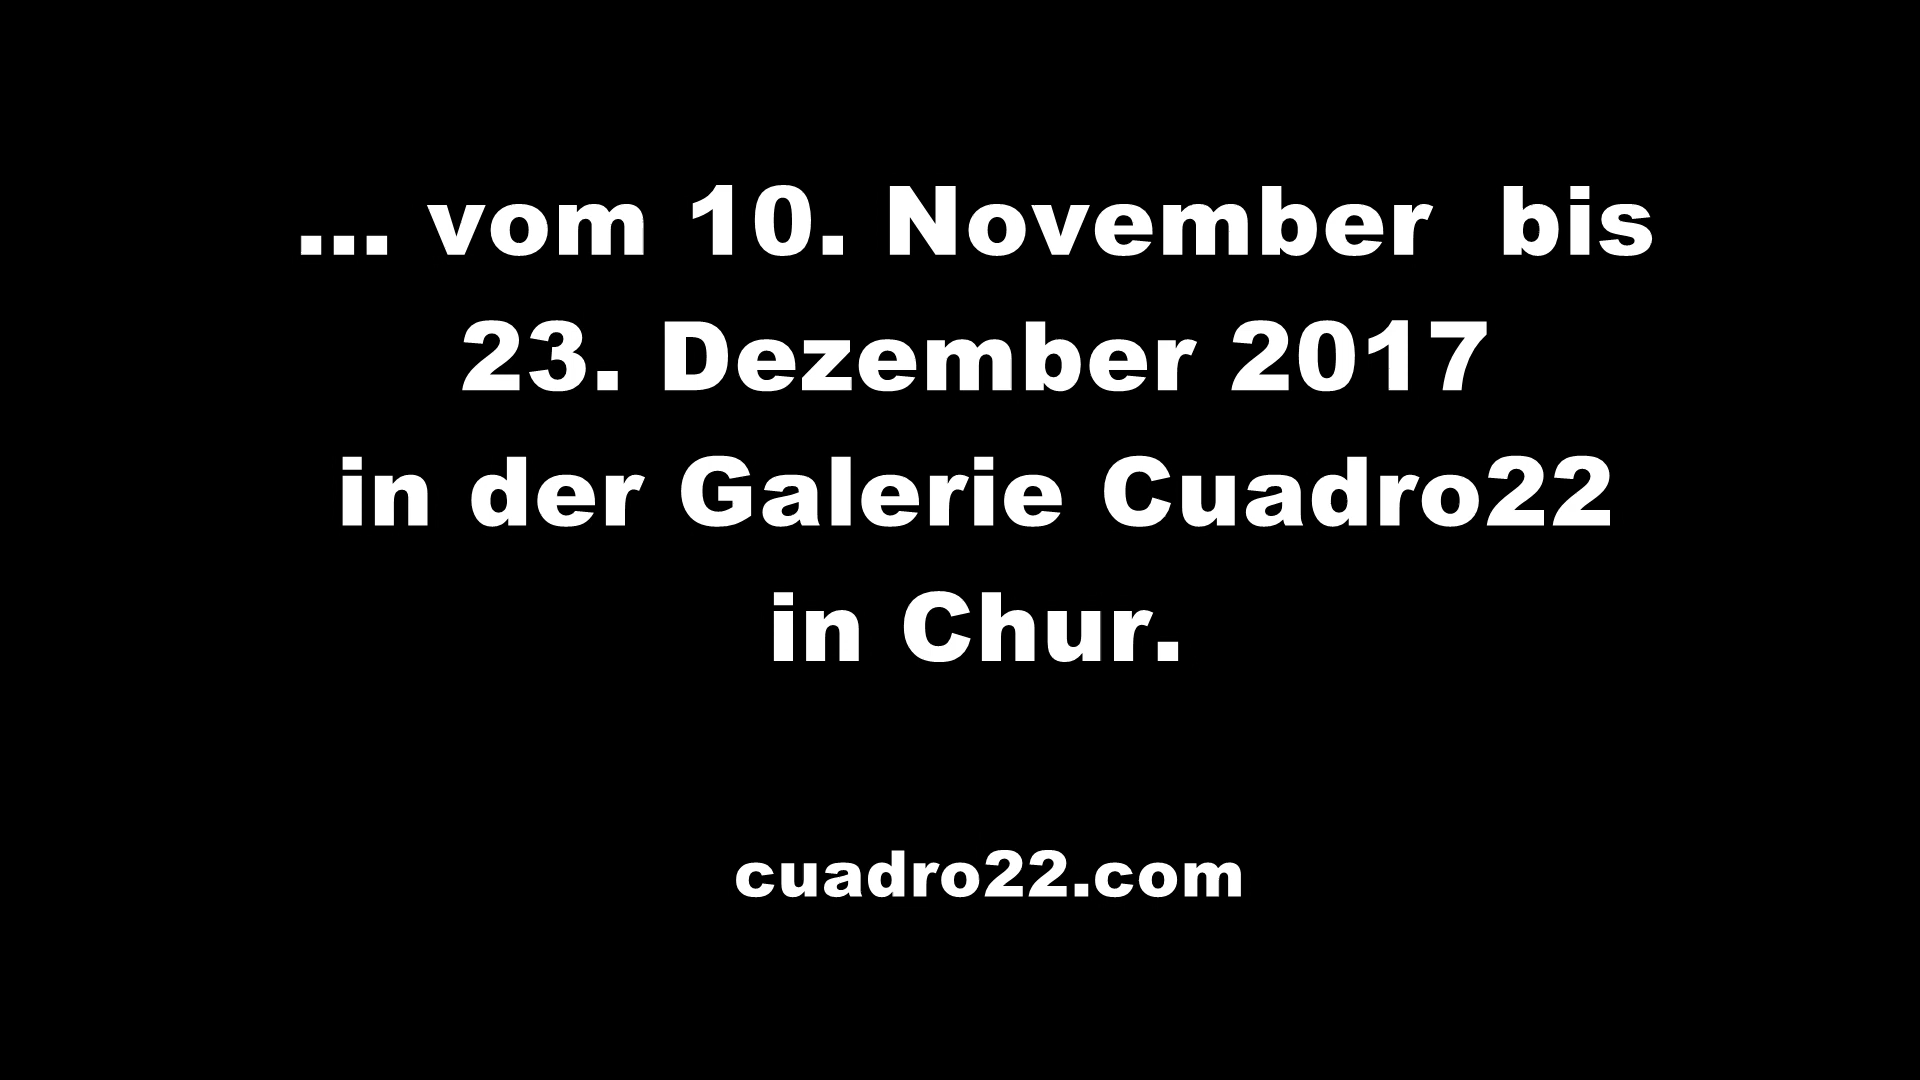 ... vom 10. November  bis
23. Dezember 2017
in der Galerie Cuadro22
in Chur.
cuadro22.com